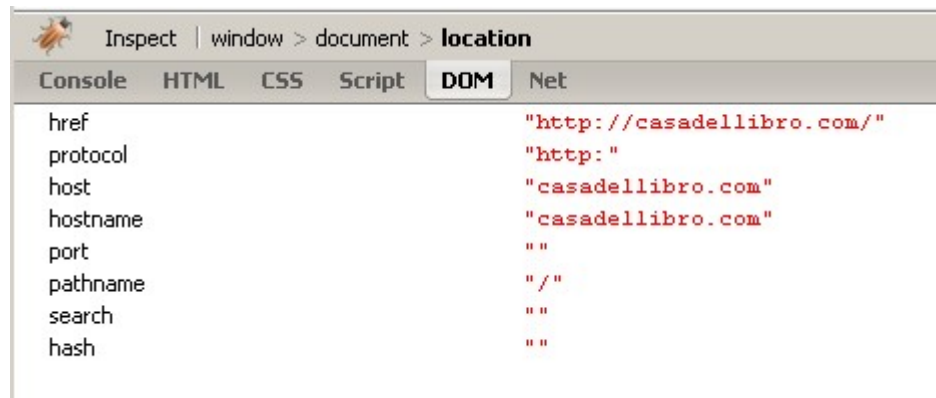 Inspect | window > document > location
Console HTML CSS Script DOM Net
href "http://casadellibro.com/"
protocol "http:"
host "casadellibro.com"
hostname "casadellibro.com"
port ""
pathname "/"
search ""
hash ""